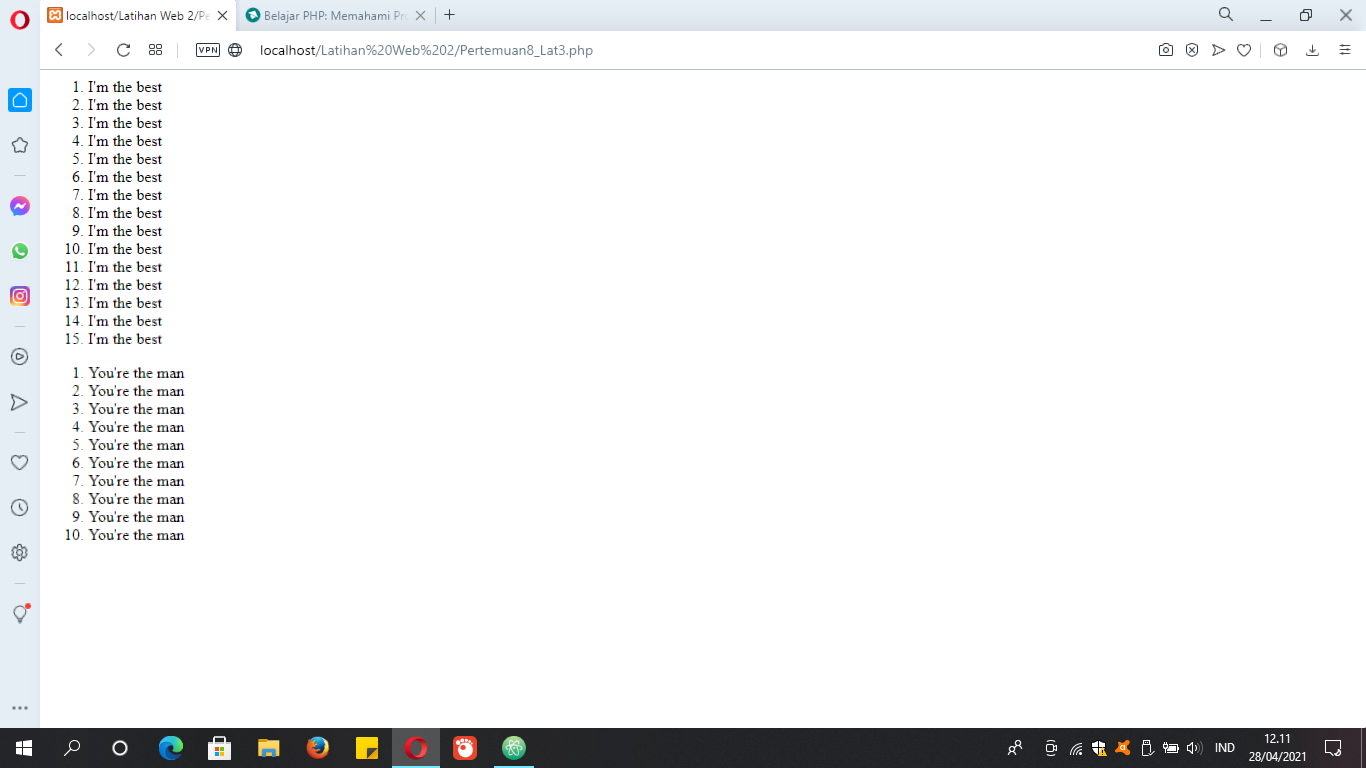 localhost/Latihan Web 2/Pe
Belajar PHP: Memahami Pr
VPN
localhost/Latihan%20Web%202/Pertemuan8_Lat3.php
1. I'm the best
2. I'm the best
3. I'm the best
4. I'm the best
5. I'm the best
6. I'm the best
7. I'm the best
8. I'm the best
9. I'm the best
10. I'm the best
11. I'm the best
12. I'm the best
13. I'm the best
14. I'm the best
15. I'm the best
1. You're the man
2. You're the man
3. You're the man
4. You're the man
5. You're the man
6. You're the man
7. You're the man
8. You're the man
9. You're the man
10. You're the man
IND
12.11
28/04/2021